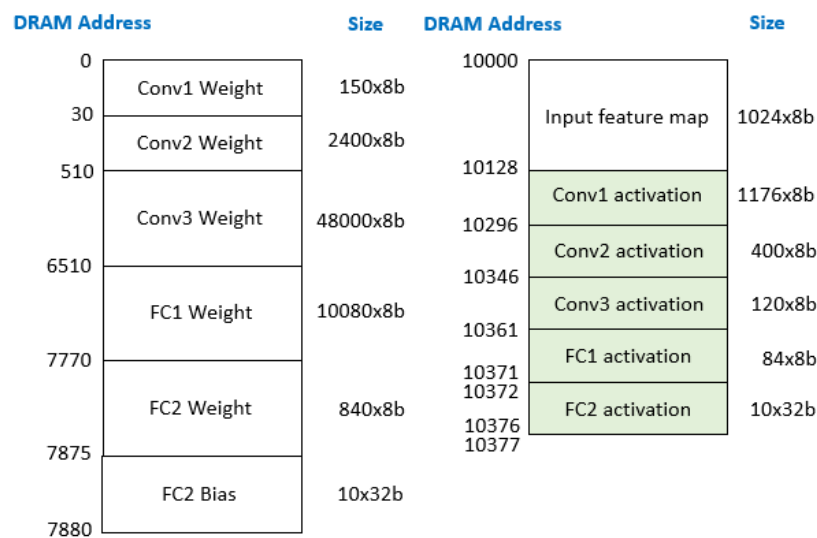 DRAM Address Size
0
Conv1 Weight 150x8b
30
Conv2 Weight 2400x8b
510
Conv3 Weight 48000x8b
6510
FC1 Weight 10080x8b
7770
FC2 Weight 840x8b
7875
FC2 Bias 10x32b
7880
DRAM Address Size
10000
Input feature map 1024x8b
10128
Conv1 activation 1176x8b
10296
Conv2 activation 400x8b
10346
Conv3 activation 120x8b
10361
FC1 activation 84x8b
10371
10372
FC2 activation 10x32b
10376
10377